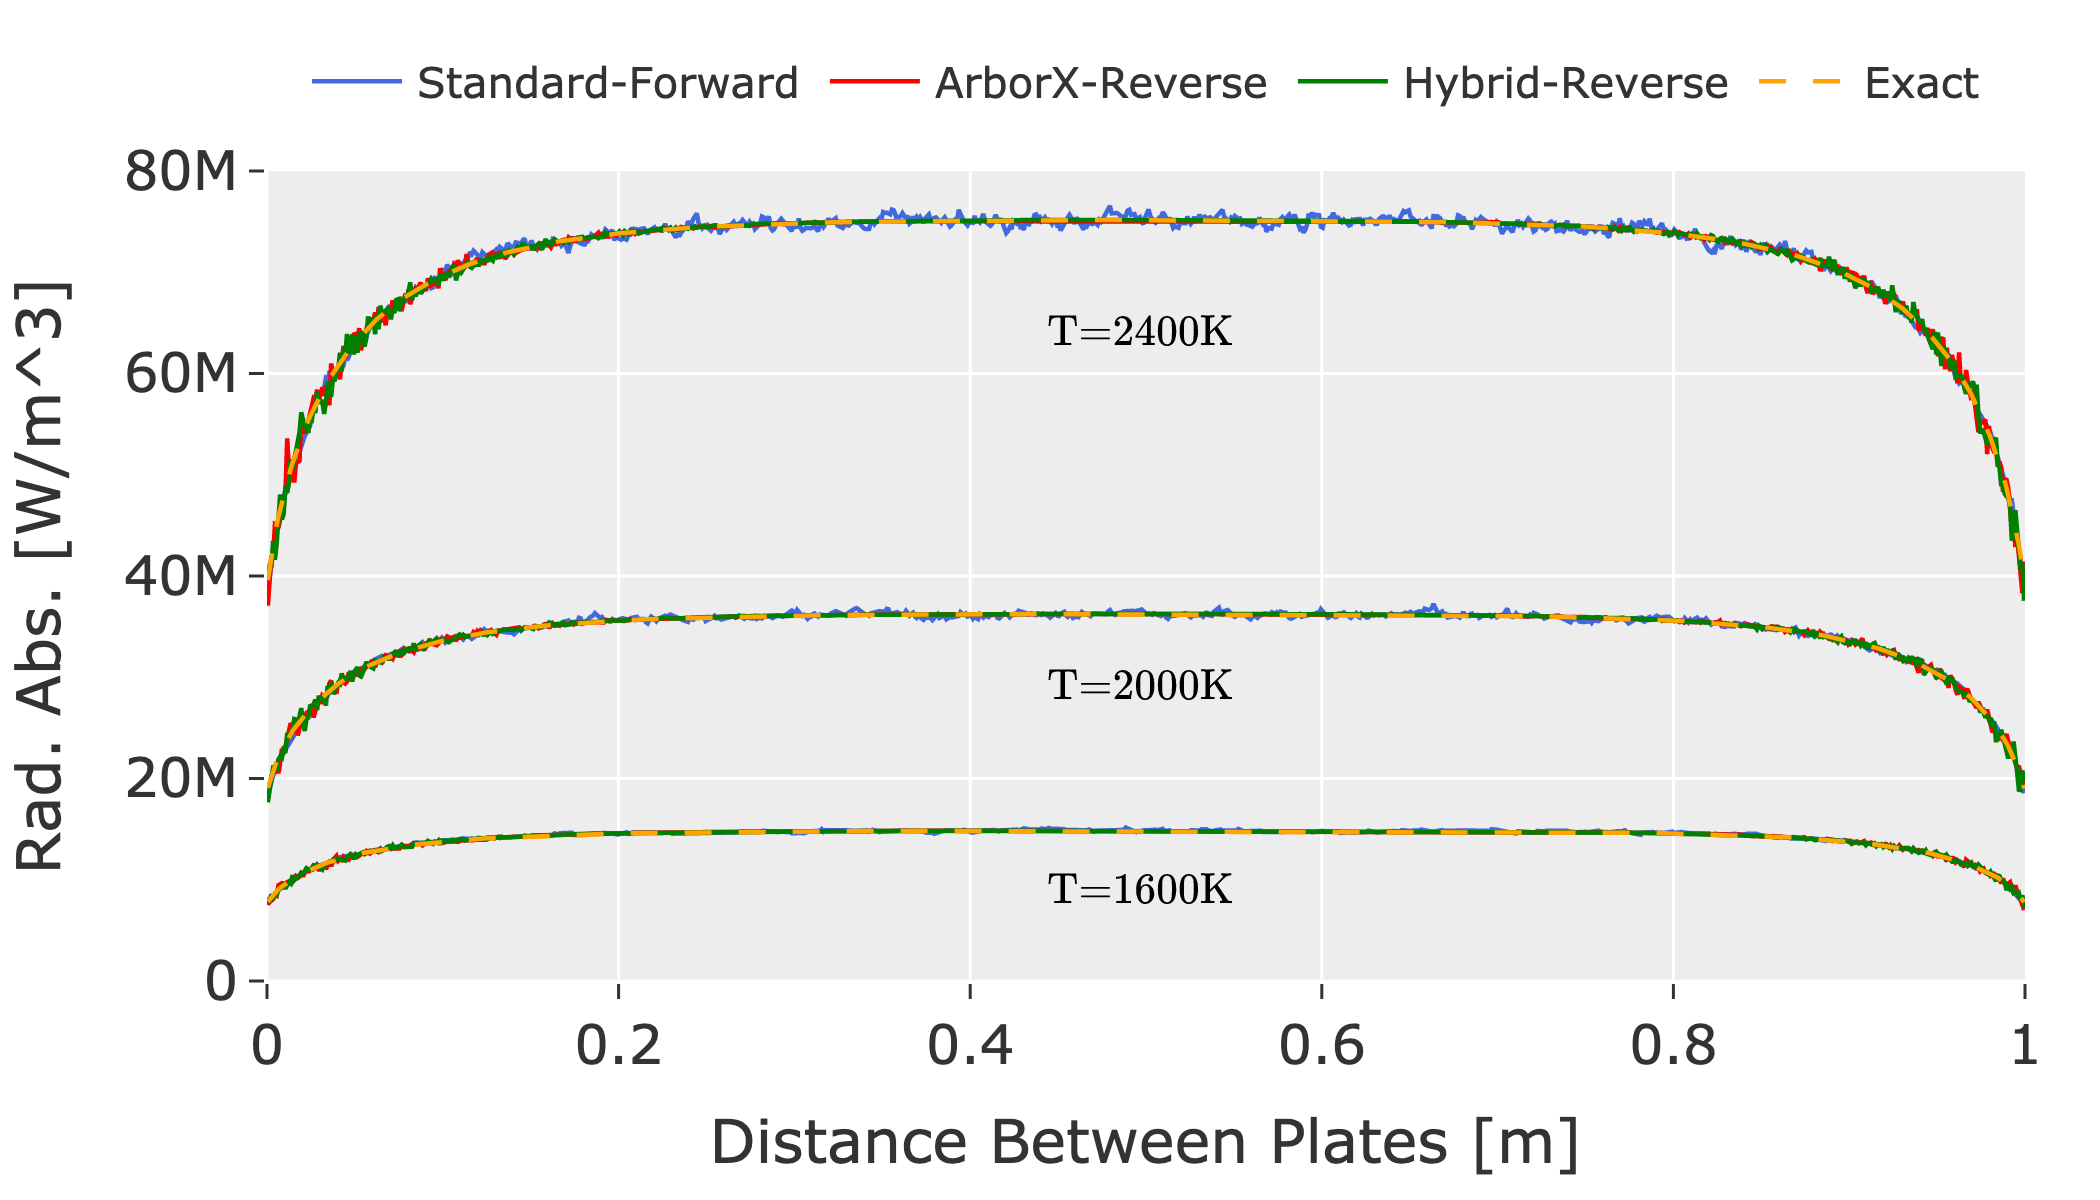 Standard-Forward ArborX-Reverse Hybrid-Reverse Exact
Rad. Abs. [W/m^3]
80M
60M
40M
20M
0
T=2400K
T=2000K
T=1600K
0 0.2 0.4 0.6 0.8 1
Distance Between Plates [m]